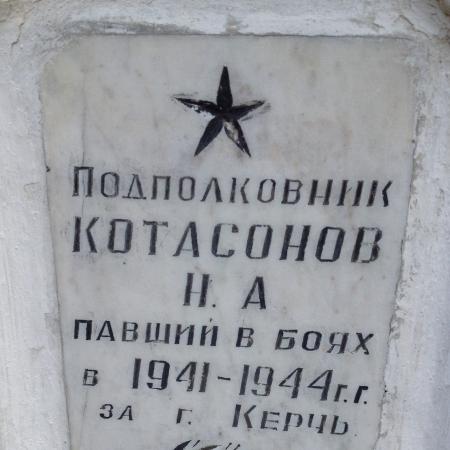 Подполковник
КОТАСОНОВ
Н. А
ПАВШИЙ В БОЯХ
в 1941-1944 г.г.
ЗА г. КЕРЧЬ